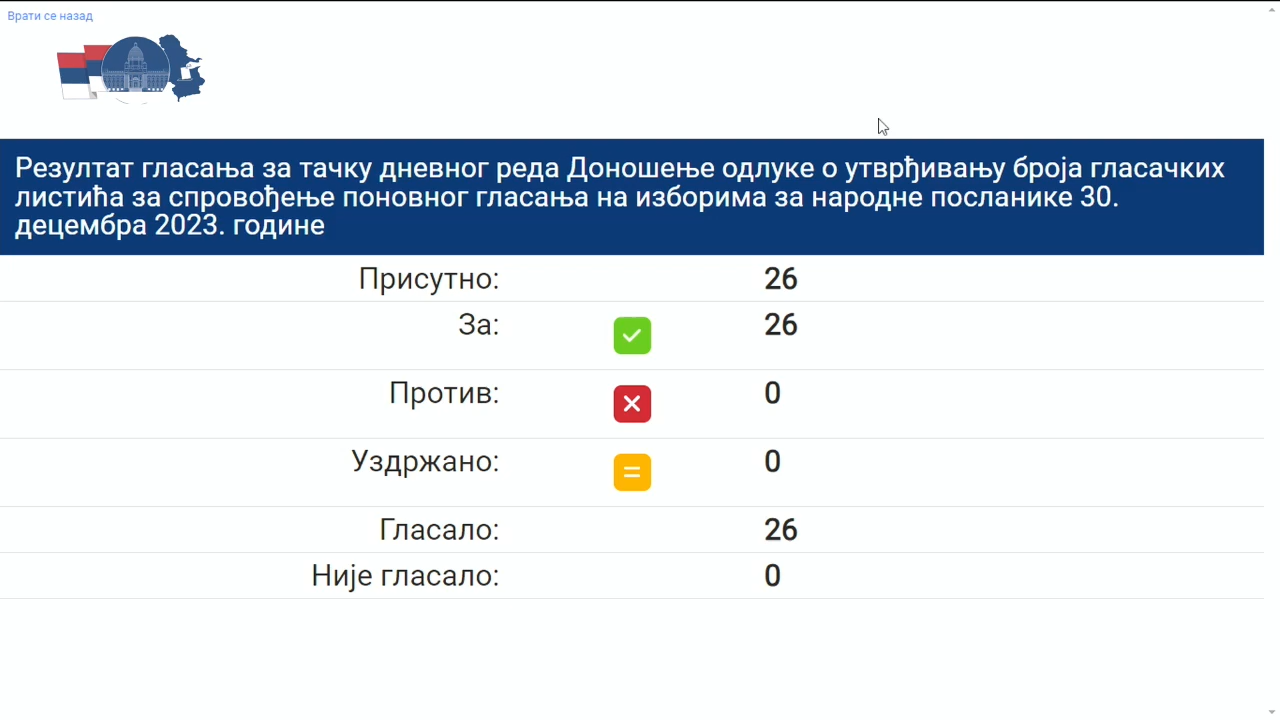 Врати се назад
Резултат гласања за тачку дневног реда Доношење одлуке о утврђивању броја гласачких
листића за спровођење поновног гласања на изборима за народне посланике 30.
децембра 2023. године
Присутно: 26
За: 26
Против: 0
Уздржано: 0
Гласало: 26
Није гласало: 0